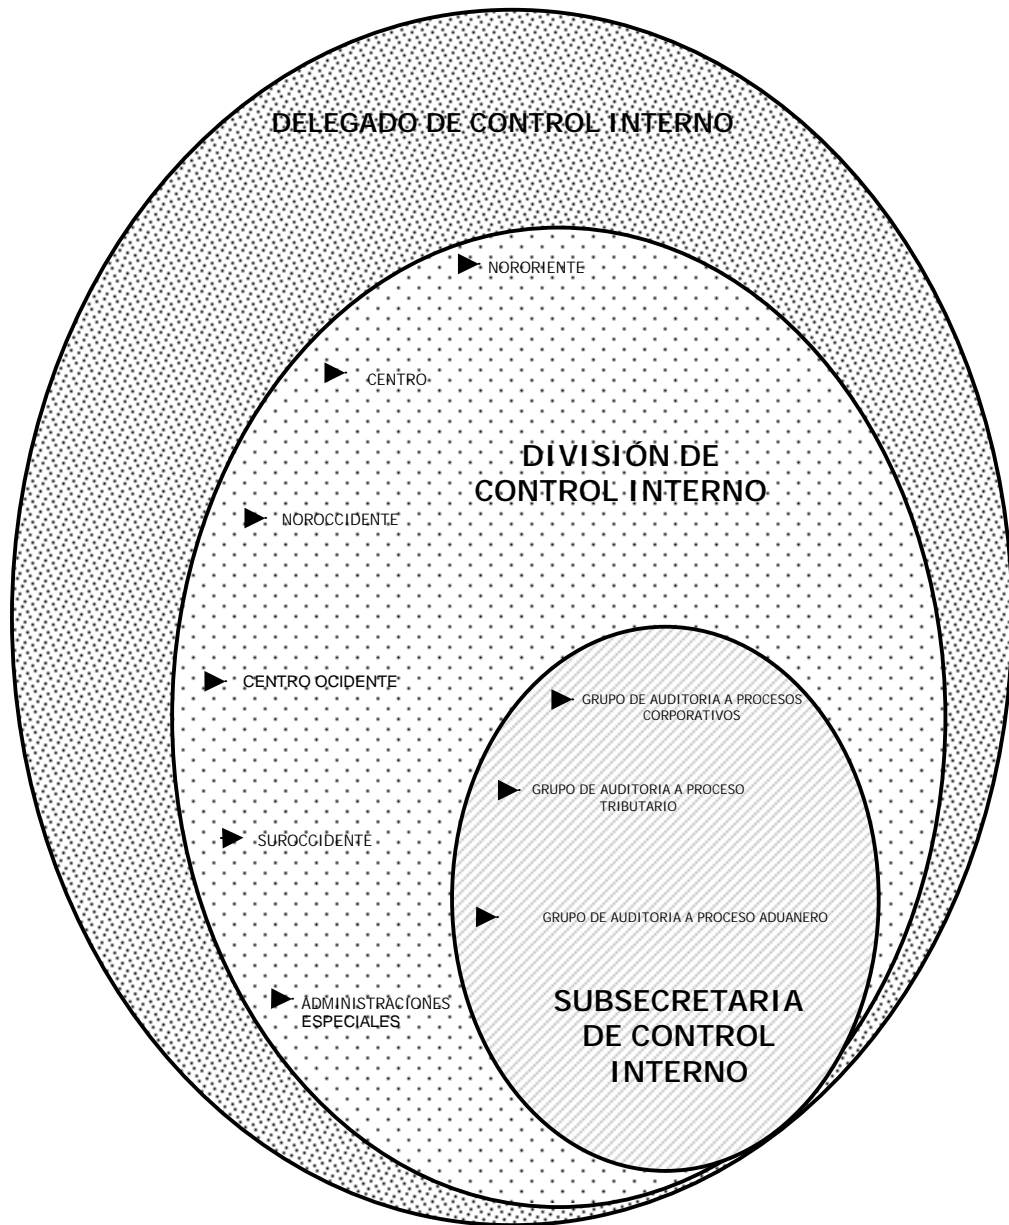 DELEGADO DE CONTROL INTERNO
NORORIENTE
CENTRO
DIVISIÓN DE
CONTROL INTERNO
NOROCCIDENTE
CENTRO OCIDENTE
GRUPO DE AUDITORIA A PROCESOS
CORPORATIVOS
GRUPO DE AUDITORIA A PROCESO
TRIBUTARIO
SUROCCIDENTE
GRUPO DE AUDITORIA A PROCESO ADUANERO
ADMINISTRACIONES
ESPECIALES
SUBSECRETARIA
DE CONTROL
INTERNO